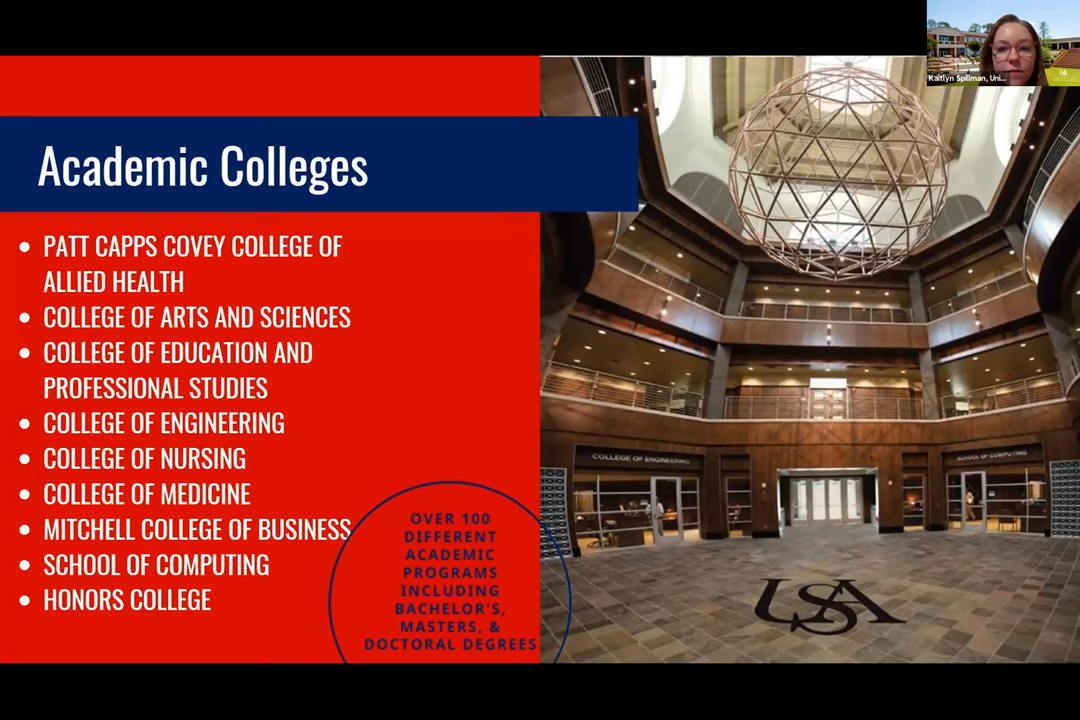 Kaitlyn Spillman, Uni...
Academic Colleges
PATT CAPPS COVEY COLLEGE OF
ALLIED HEALTH
COLLEGE OF ARTS AND SCIENCES
COLLEGE OF EDUCATION AND
PROFESSIONAL STUDIES
COLLEGE OF ENGINEERING
COLLEGE OF NURSING
COLLEGE OF MEDICINE
MITCHELL COLLEGE OF BUSINESS
SCHOOL OF COMPUTING
HONORS COLLEGE
OVER 100
DIFFERENT
ACADEMIC
PROGRAMS
INCLUDING
BACHELOR'S,
MASTERS, &
DOCTORAL DEGREES
COLLEGE OF ENGINEERING
SCHOOL OF COMPUTING
USA